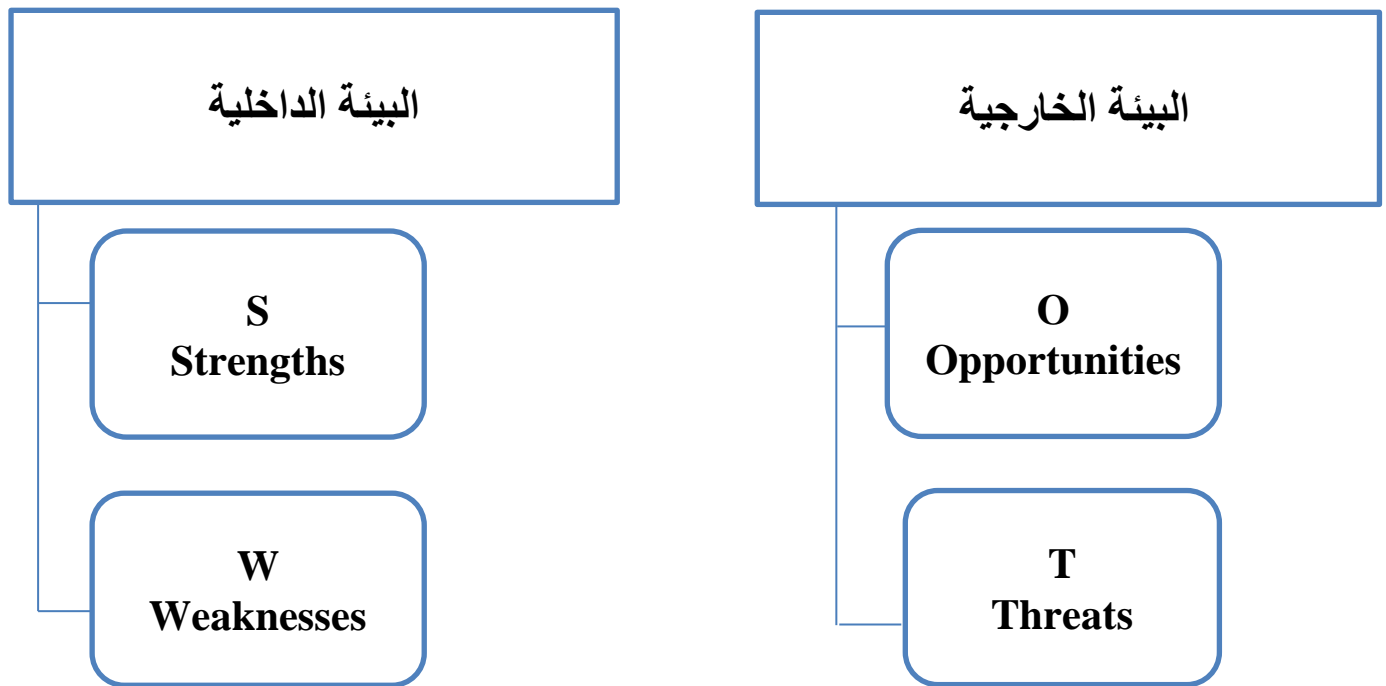 البيئة الداخلية
S
Strengths
W
Weaknesses
البيئة الخارجية
O
Opportunities
T
Threats